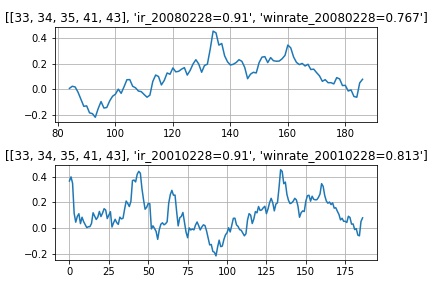 [[33, 34, 35, 41, 43], 'ir_20080228=0.91', 'winrate_20080228=0.767']
0.4
0.2
0.0
−0.2
80 100 120 140 160 180
[[33, 34, 35, 41, 43], 'ir_20010228=0.91', 'winrate_20010228=0.813']
0.4
0.2
0.0
−0.2
0 25 50 75 100 125 150 175